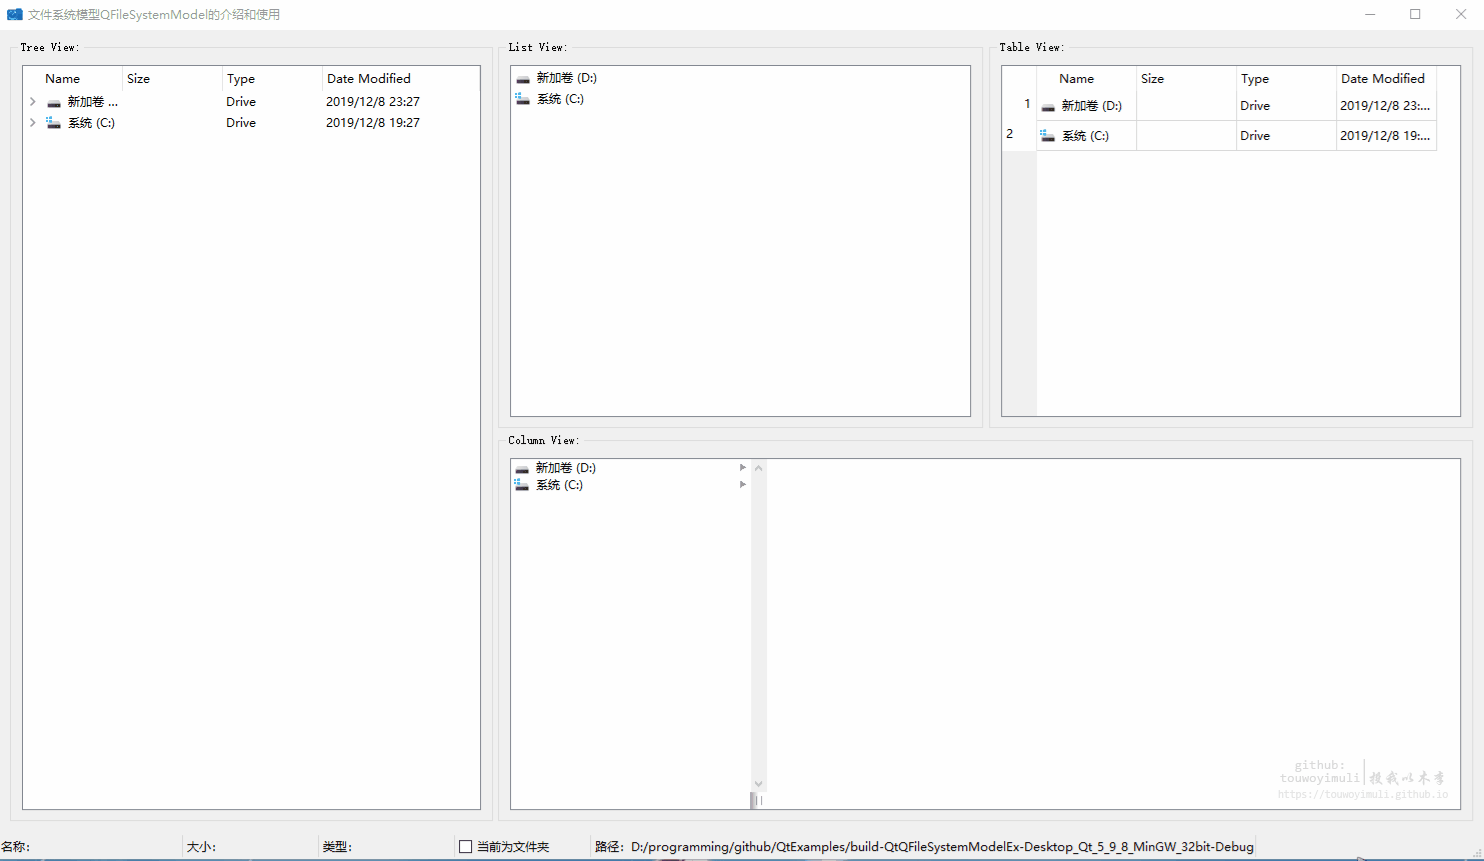 文件系统模型QFileSystemModel的介绍和使用
Tree View:
Name Size Type Date Modified
新加卷 ... Drive 2019/12/8 23:27
系统 (C:) Drive 2019/12/8 19:27
List View:
新加卷 (D:)
系统 (C:)
Table View:
Name Size Type Date Modified
1 新加卷 (D:) Drive 2019/12/8 23:...
2 系统 (C:) Drive 2019/12/8 19:...
Column View:
新加卷 (D:)
系统 (C:)
github:
touwoyimuli
投我以木李
https://touwoyimuli.github.io
名称: 大小: 类型: 当前为文件夹 路径: D:/programming/github/QtExamples/build-QtQFileSystemModelEx-Desktop_Qt_5_9_8_MinGW_32bit-Debug